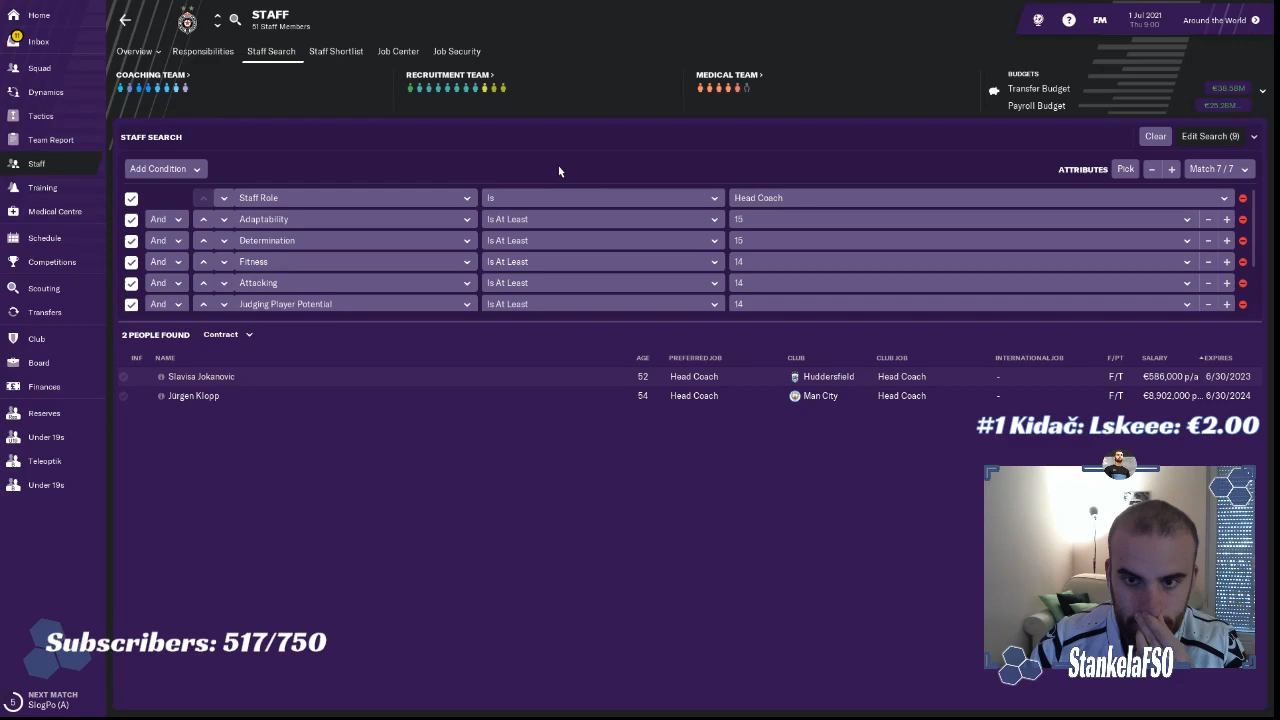 Home
STAFF
51 Staff Members
FM
1 Jul 2021
Thu 9:00
Around the World
11
Inbox
Overview
Responsibilities
Staff Search
Staff Shortlist
Job Center
Job Security
Squad
COACHING TEAM
RECRUITMENT TEAM
MEDICAL TEAM
BUDGETS
Transfer Budget
€38.58M
Payroll Budget
€25.28M...
Dynamics
Tactics
Team Report
Staff
Training
Medical Centre
Schedule
Competitions
Scouting
Transfers
Club
Board
Finances
Reserves
Under 19s
Teleoptik
Under 19s
STAFF SEARCH
Clear
Edit Search (9)
Add Condition
ATTRIBUTES
Pick
Match 7 / 7
Staff Role
Is
Head Coach
And
Adaptability
Is At Least
15
And
Determination
Is At Least
15
And
Fitness
Is At Least
14
And
Attacking
Is At Least
14
And
Judging Player Potential
Is At Least
14
2 PEOPLE FOUND
Contract
INF
NAME
AGE
PREFERRED JOB
CLUB
CLUB JOB
INTERNATIONAL JOB
F/PT
SALARY
EXPIRES
Slavisa Jokanovic
52
Head Coach
Huddersfield
Head Coach
-
F/T
€586,000 p/a
6/30/2023
Jürgen Klopp
54
Head Coach
Man City
Head Coach
-
F/T
€8,902,000 p...
6/30/2024
#1 Kidač: Lskeee: €2.00
Subscribers: 517/750
StankelaFSO
5
NEXT MATCH
SlogPo (A)